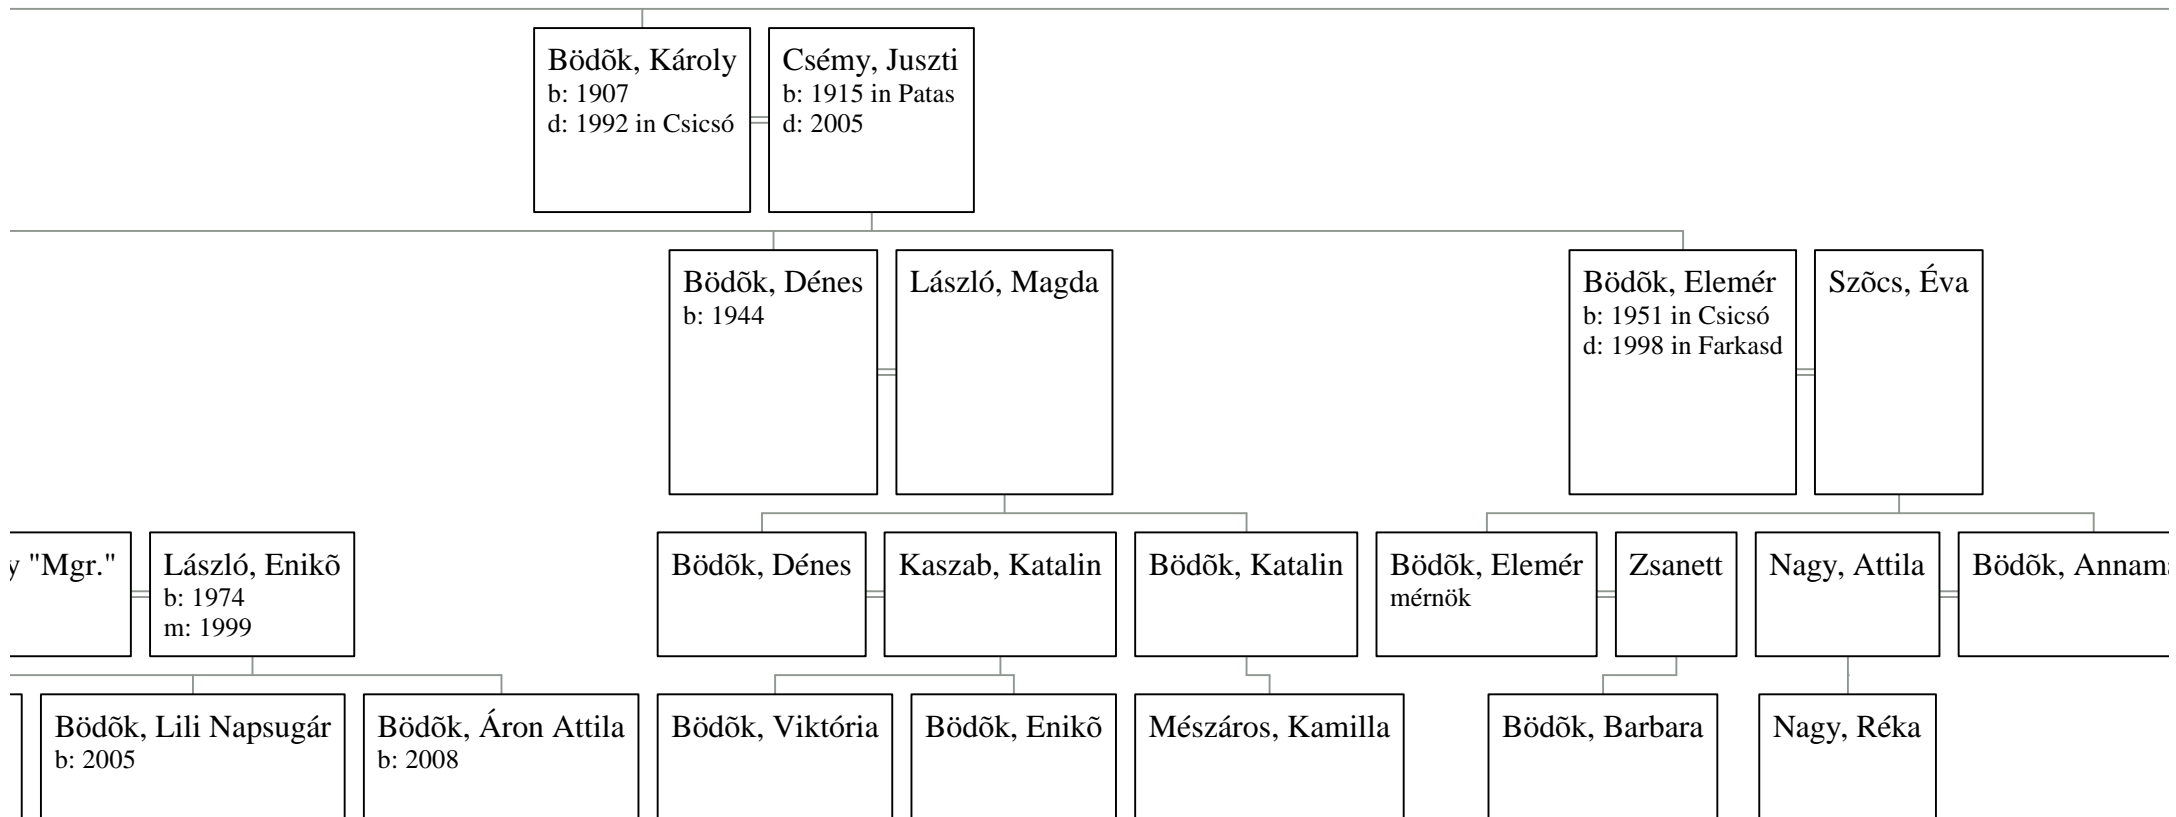 Bödõk, Károly
b: 1907
d: 1992 in Csicsó
Csémy, Juszti
b: 1915 in Patas
d: 2005
Bödõk, Dénes
b: 1944
László, Magda
Bödõk, Elemér
b: 1951 in Csicsó
d: 1998 in Farkasd
Szõcs, Éva
y "Mgr."
László, Enikõ
b: 1974
m: 1999
Bödõk, Dénes
Kaszab, Katalin
Bödõk, Katalin
Bödõk, Elemér
mérnök
Zsanett
Nagy, Attila
Bödõk, Annama
Bödõk, Lili Napsugár
b: 2005
Bödõk, Áron Attila
b: 2008
Bödõk, Viktória
Bödõk, Enikõ
Mészáros, Kamilla
Bödõk, Barbara
Nagy, Réka